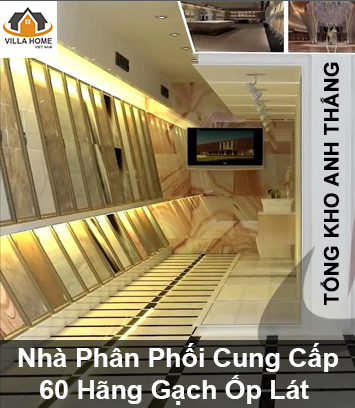 VILLA HOME
VIỆT NAM
TỔNG KHO ANH THẮNG
Nhà Phân Phối Cung Cấp
60 Hãng Gạch Ốp Lát